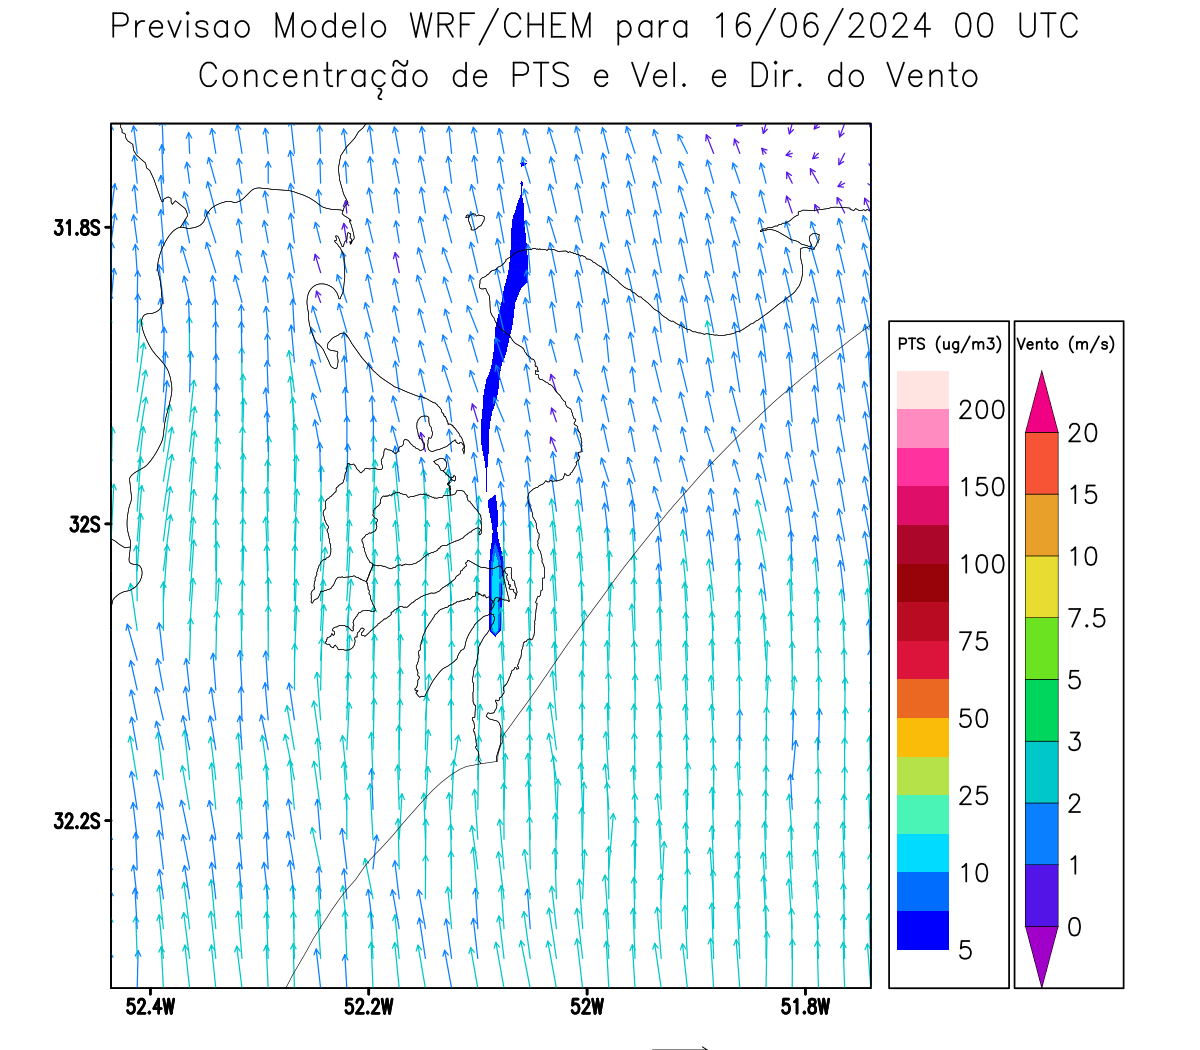 Previsao Modelo WRF/CHEM para 16/06/2024 00 UTC
Concentração de PTS e Vel. e Dir. do Vento
31.8S
32S
32.2S
52.4W
52.2W
52W
51.8W
PTS (ug/m3)
200
150
100
75
50
25
10
5
Vento (m/s)
20
15
10
7.5
5
3
2
1
0